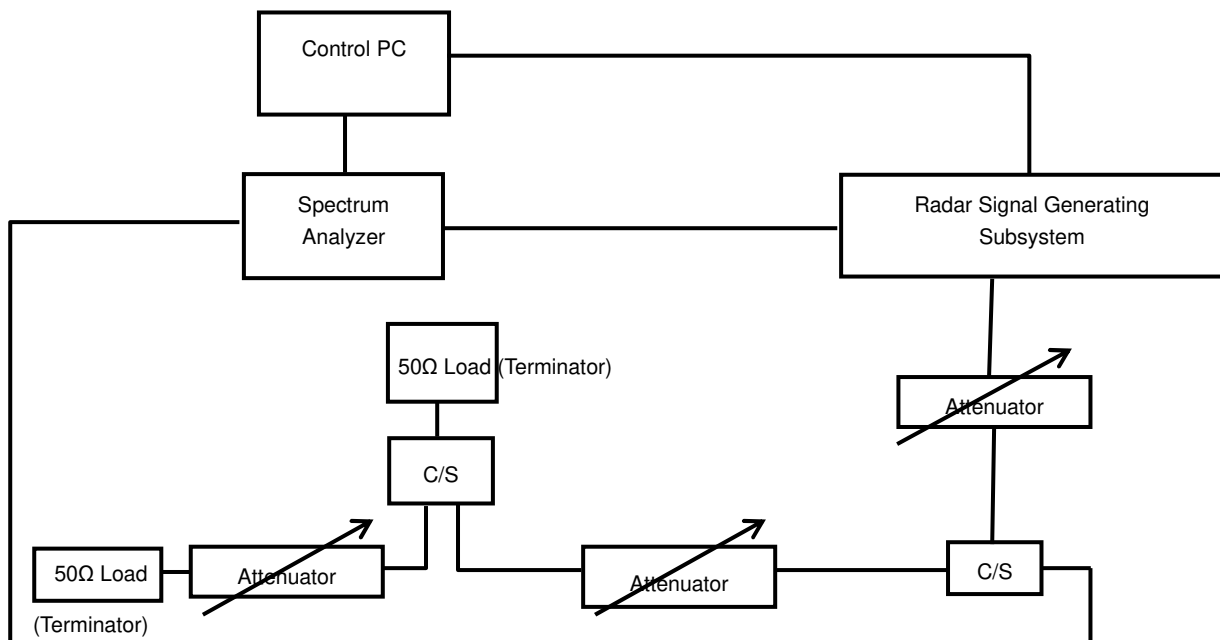 Control PC
Spectrum
Analyzer
Radar Signal Generating
Subsystem
50Ω Load (Terminator)
Attenuator
C/S
50Ω Load
(Terminator)
Attenuator
Attenuator
C/S